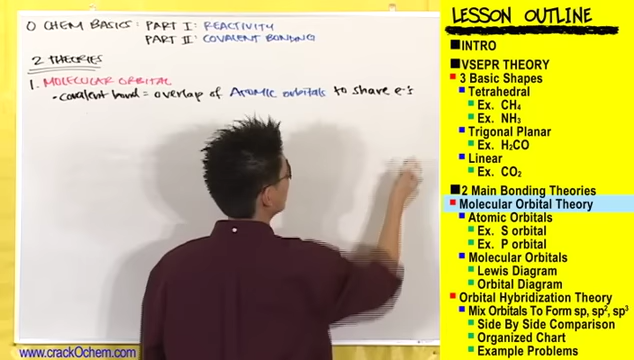 O CHEM BASICS: PART I: REACTIVITY
PART II: COVALENT BONDING
2 THEORIES
1. MOLECULAR ORBITAL
- covalent bond = overlap of ATOMIC orbitals to share e-s
www.crackOchem.com
LESSON OUTLINE
INTRO
VSEPR THEORY
3 Basic Shapes
Tetrahedral
Ex. CH₄
Ex. NH₃
Trigonal Planar
Ex. H₂CO
Linear
Ex. CO₂
2 Main Bonding Theories
Molecular Orbital Theory
Atomic Orbitals
Ex. S orbital
Ex. P orbital
Molecular Orbitals
Lewis Diagram
Orbital Diagram
Orbital Hybridization Theory
Mix Orbitals To Form sp, sp², sp³
Side By Side Comparison
Organized Chart
Example Problems